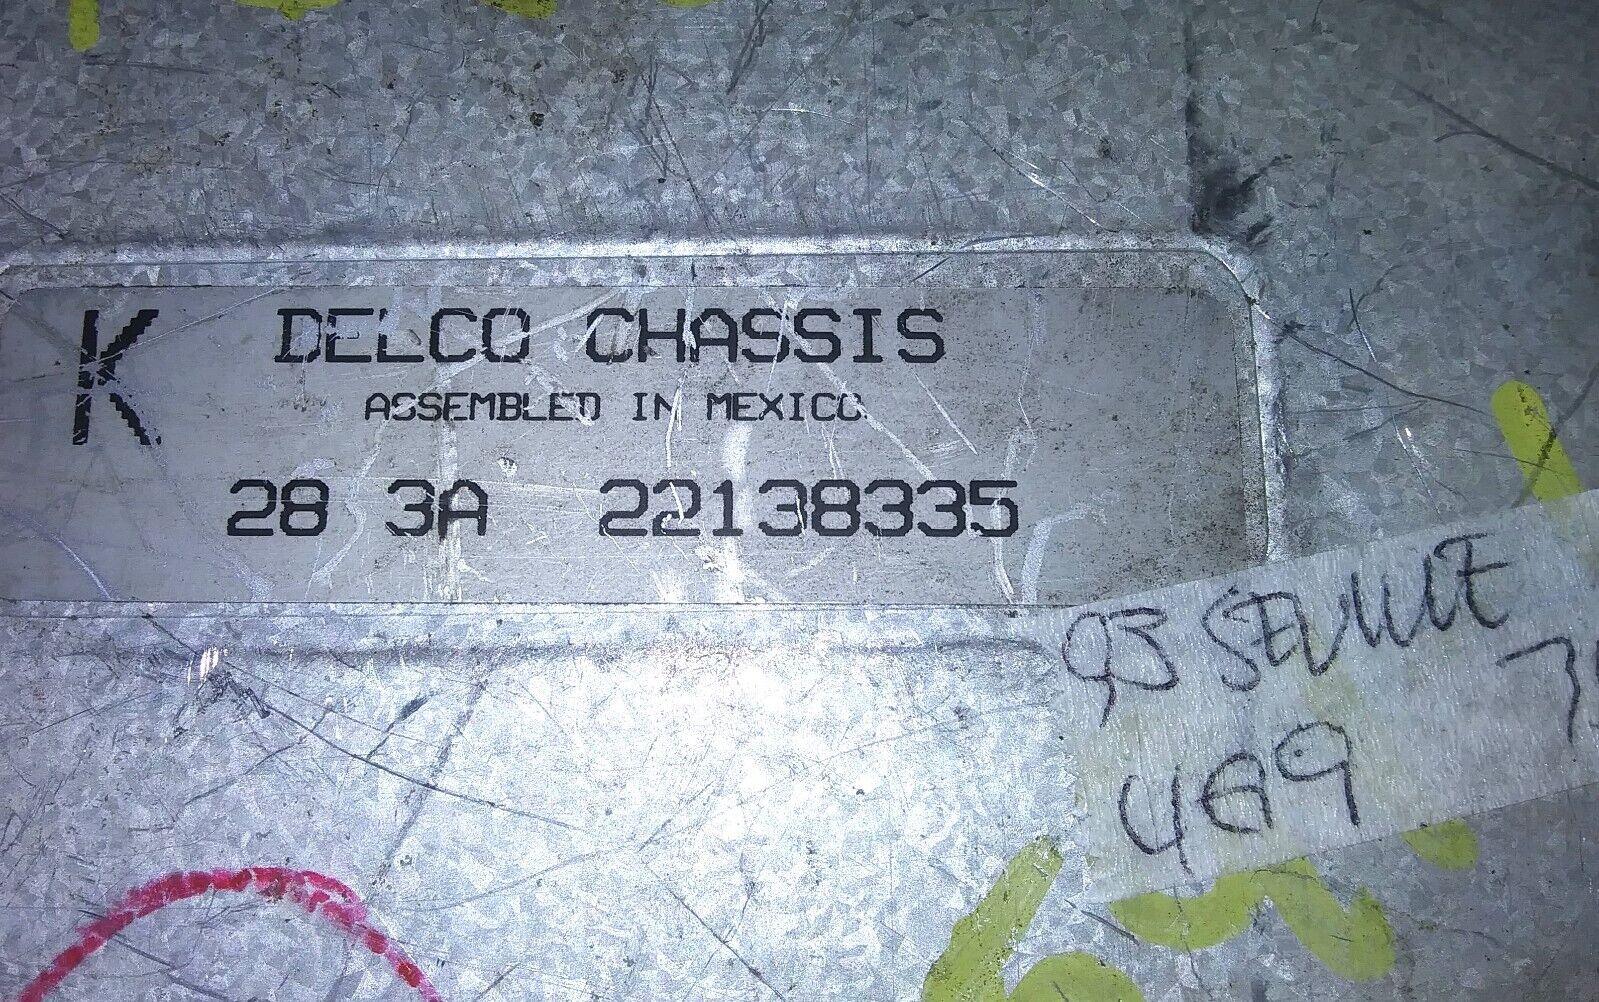 K DELCO CHASSIS
ASSEMBLED IN MEXICO
28 3A 22138335
93 SEVILLE
4G9